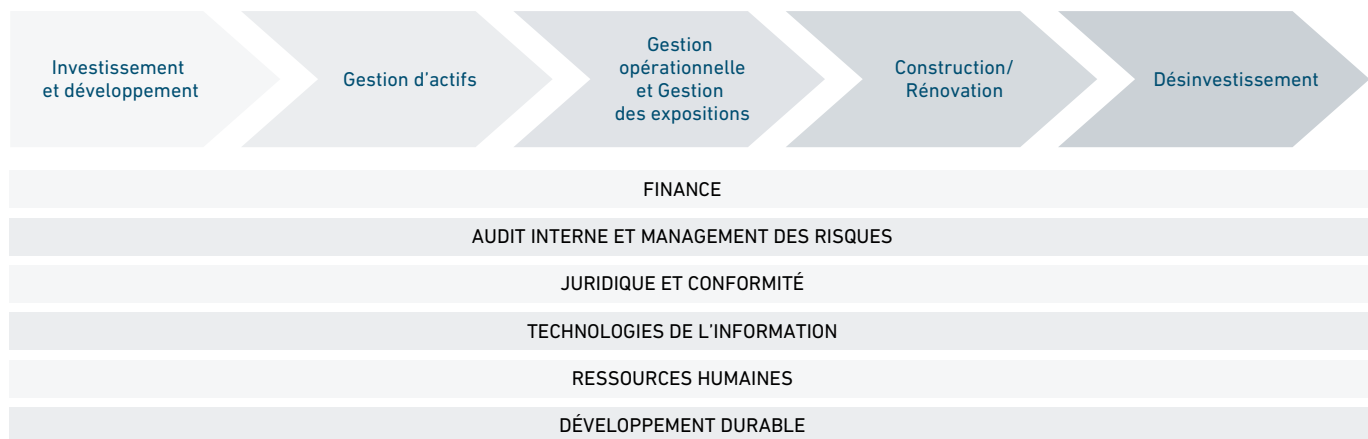 Investissement
et développement
Gestion d'actifs
Gestion
opérationnelle
et Gestion
des expositions
Construction/
Rénovation
Désinvestissement
FINANCE
AUDIT INTERNE ET MANAGEMENT DES RISQUES
JURIDIQUE ET CONFORMITÉ
TECHNOLOGIES DE L'INFORMATION
RESSOURCES HUMAINES
DÉVELOPPEMENT DURABLE